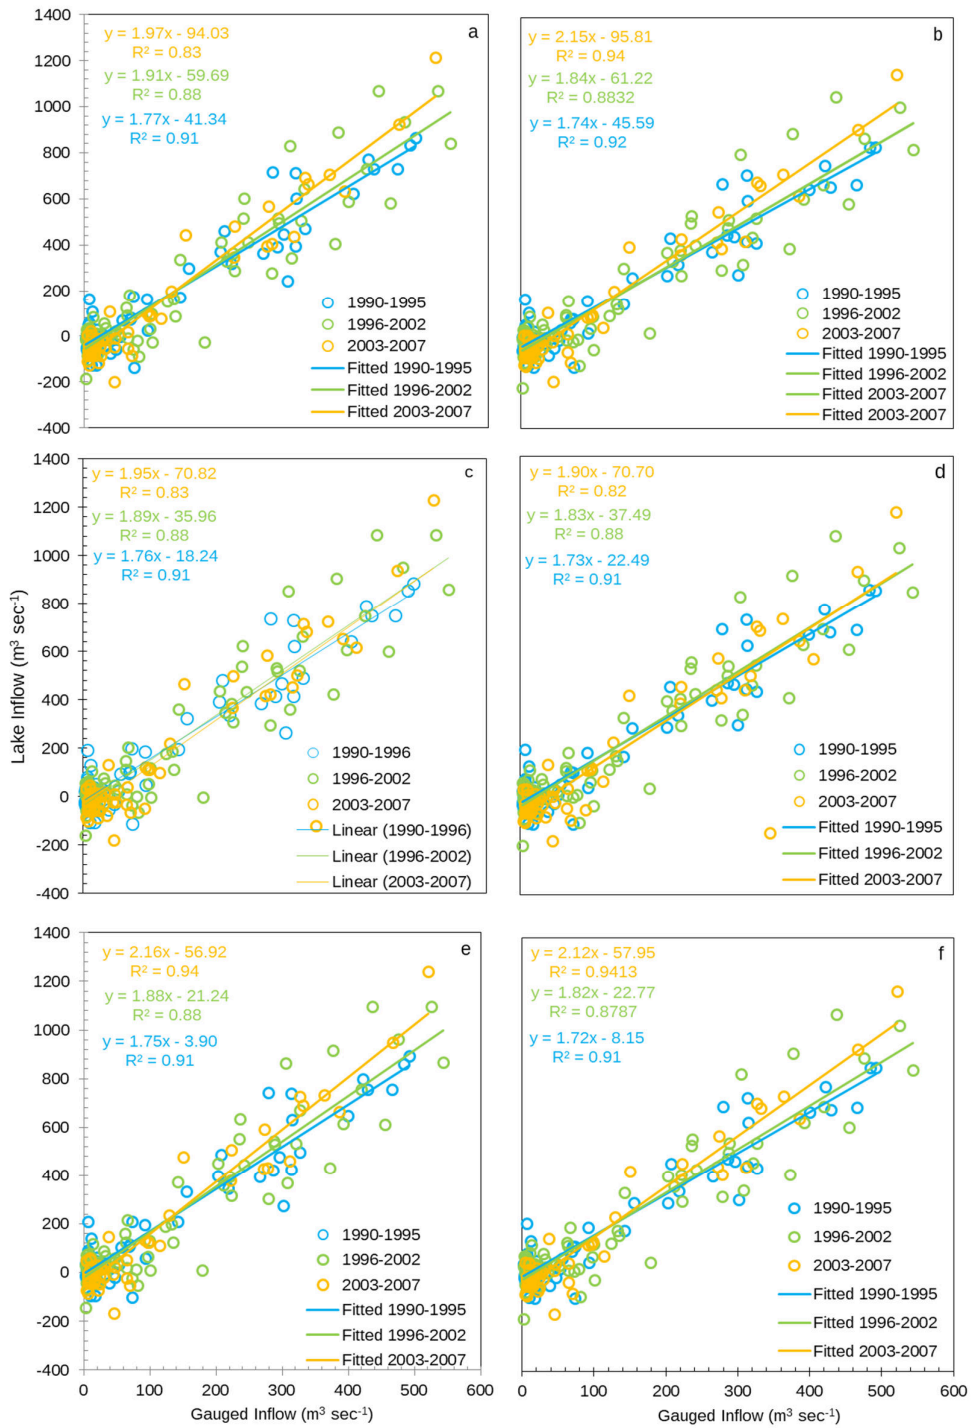 a
y = 1.97x - 94.03
R² = 0.83
y = 1.91x - 59.69
R² = 0.88
y = 1.77x - 41.34
R² = 0.91
1400
1200
1000
800
600
400
200
0
-200
-400
1990-1995
1996-2002
2003-2007
Fitted 1990-1995
Fitted 1996-2002
Fitted 2003-2007
b
y = 2.15x - 95.81
R² = 0.94
y = 1.84x - 61.22
R² = 0.8832
y = 1.74x - 45.59
R² = 0.92
1990-1995
1996-2002
2003-2007
Fitted 1990-1995
Fitted 1996-2002
Fitted 2003-2007
Fitted 2003-2007
Lake Inflow (m³ sec⁻¹)
c
y = 1.95x - 70.82
R² = 0.83
y = 1.89x - 35.96
R² = 0.88
y = 1.76x - 18.24
R² = 0.91
1400
1200
1000
800
600
400
200
0
-200
-400
1990-1996
1996-2002
2003-2007
Linear (1990-1996)
Linear (1996-2002)
Linear (2003-2007)
d
y = 1.90x - 70.70
R² = 0.82
y = 1.83x - 37.49
R² = 0.88
y = 1.73x - 22.49
R² = 0.91
1990-1995
1996-2002
2003-2007
Fitted 1990-1995
Fitted 1996-2002
Fitted 2003-2007
e
y = 2.16x - 56.92
R² = 0.94
y = 1.88x - 21.24
R² = 0.88
y = 1.75x - 3.90
R² = 0.91
1400
1200
1000
800
600
400
200
0
-200
-400
1990-1995
1996-2002
2003-2007
Fitted 1990-1995
Fitted 1996-2002
Fitted 2003-2007
0 100 200 300 400 500 600
Gauged Inflow (m³ sec⁻¹)
f
y = 2.12x - 57.95
R² = 0.9413
y = 1.82x - 22.77
R² = 0.8787
y = 1.72x - 8.15
R² = 0.91
1990-1995
1996-2002
2003-2007
Fitted 1990-1995
Fitted 1996-2002
Fitted 2003-2007
0 100 200 300 400 500 600
Gauged Inflow (m³ sec⁻¹)